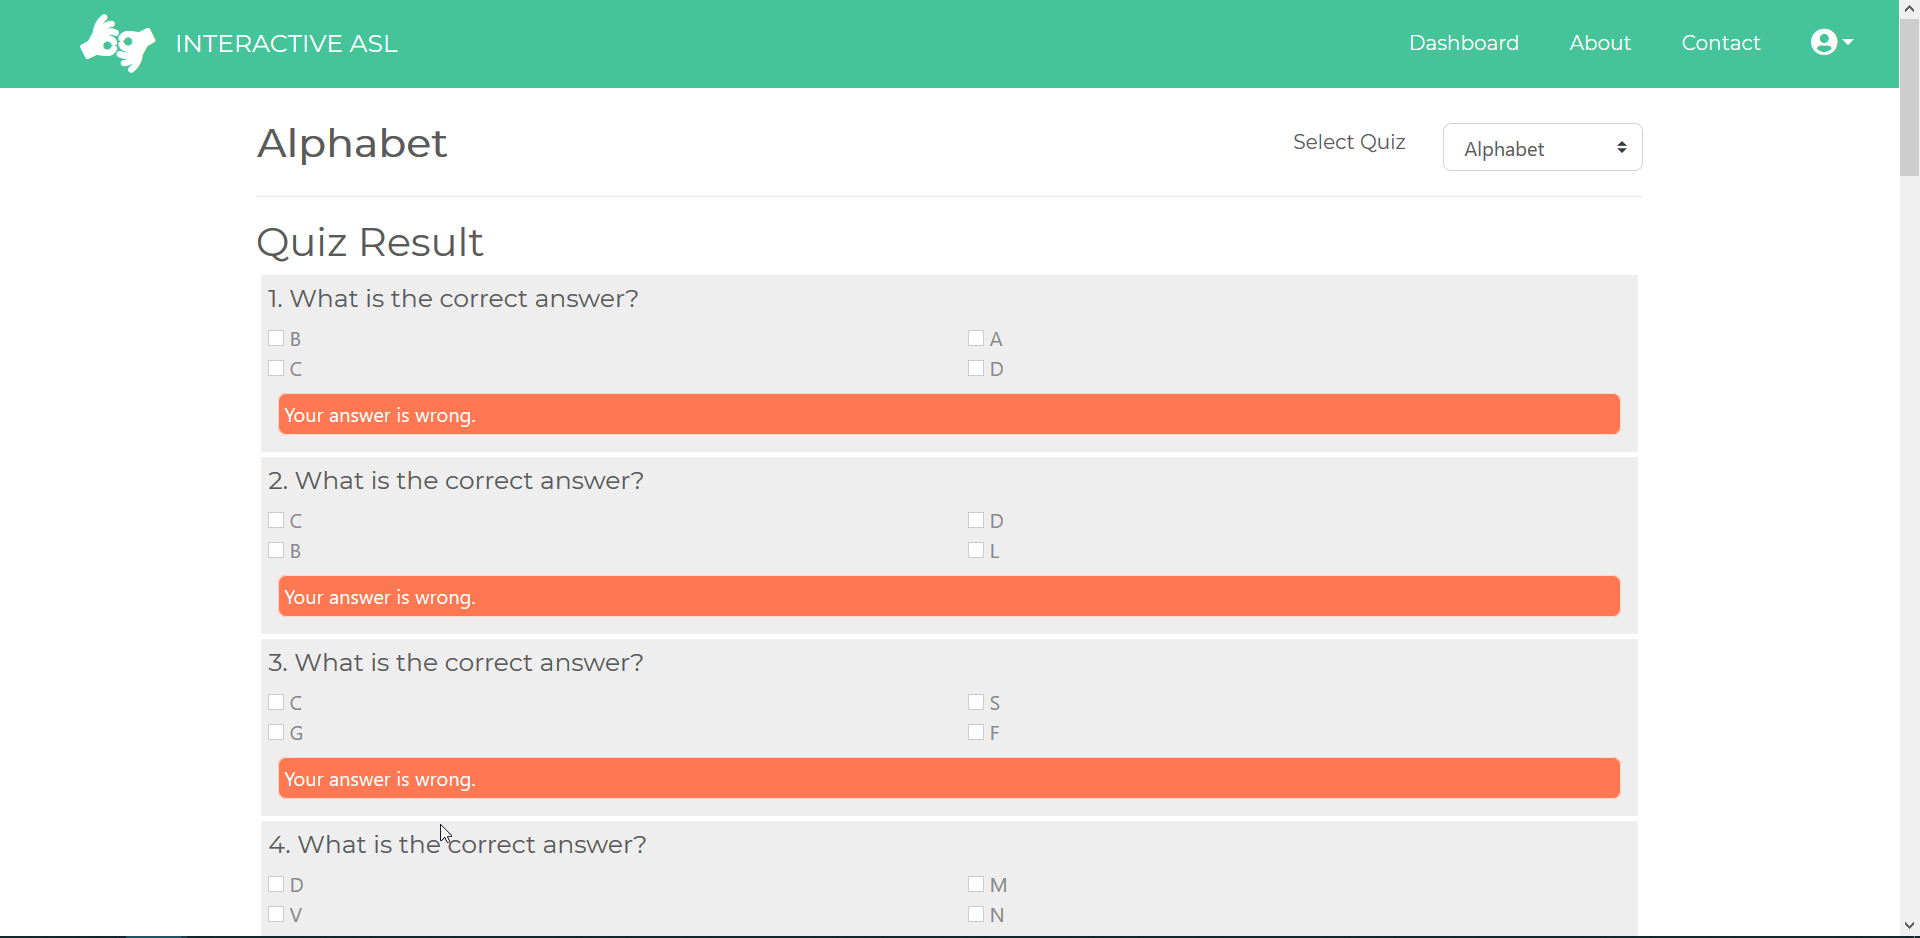 INTERACTIVE ASL
Dashboard
About
Contact
Alphabet
Select Quiz
Alphabet
Quiz Result
1. What is the correct answer?
B
A
C
D
Your answer is wrong.
2. What is the correct answer?
C
D
B
L
Your answer is wrong.
3. What is the correct answer?
C
S
G
F
Your answer is wrong.
4. What is the correct answer?
D
M
V
N